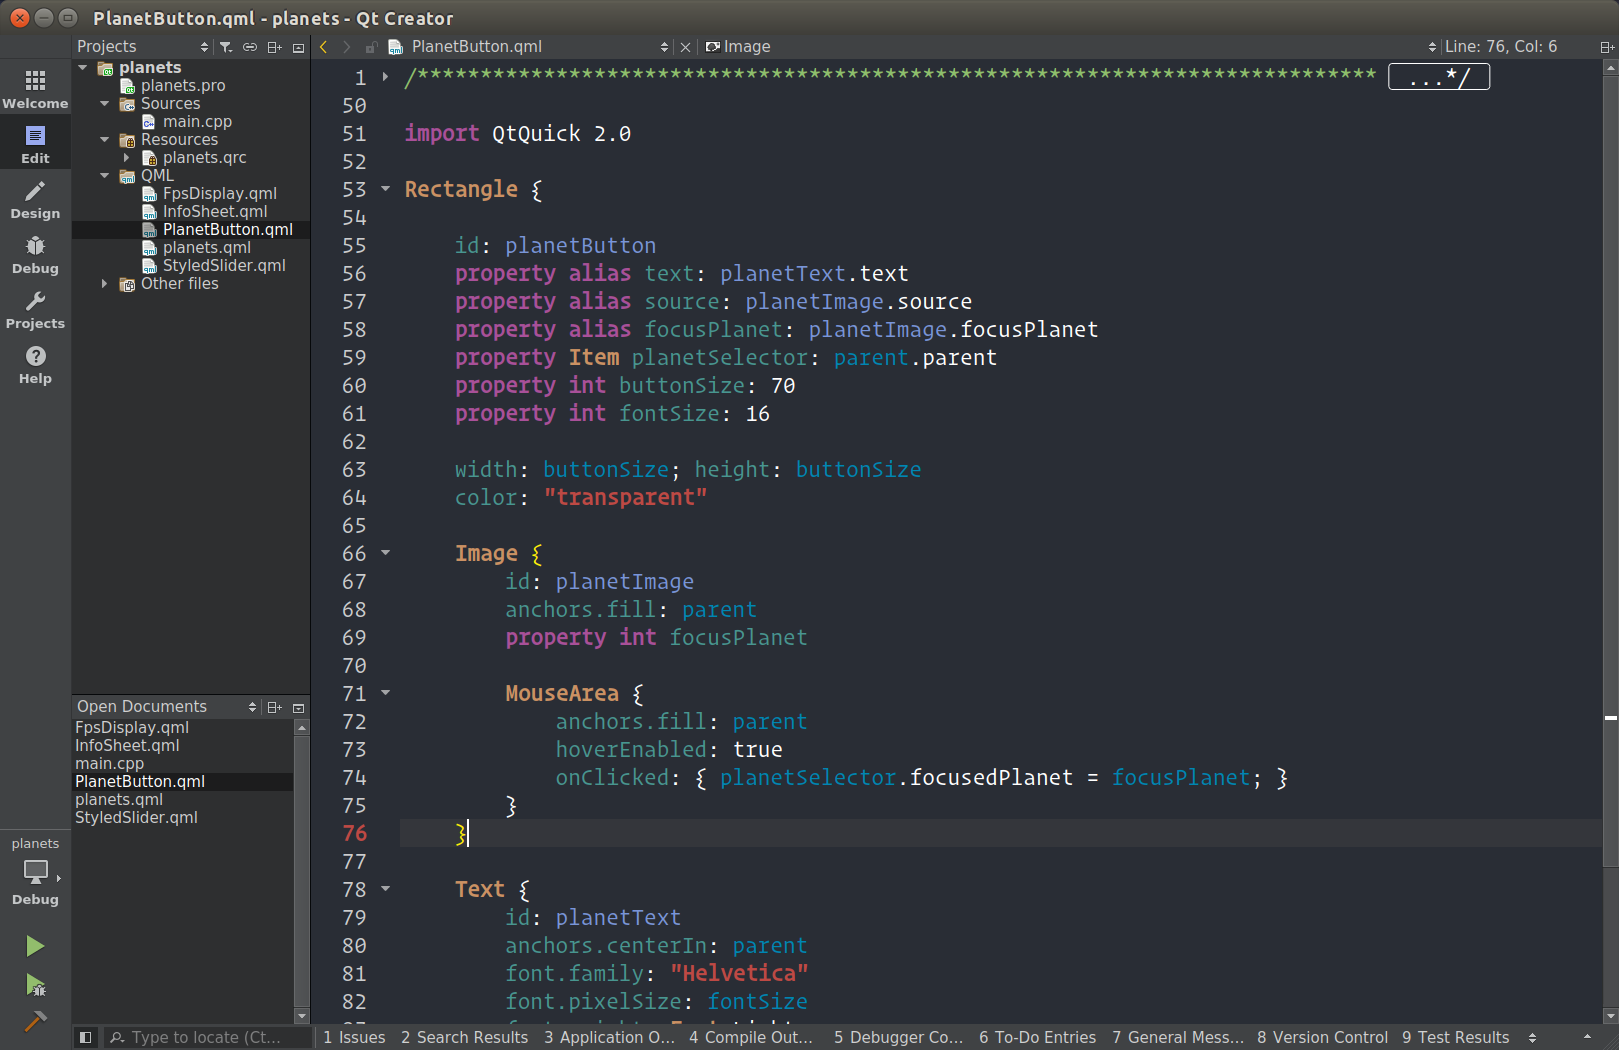 PlanetButton.qml - planets - Qt Creator
Projects
PlanetButton.qml
Image
Line: 76, Col: 6
Welcome
Edit
Design
Debug
Projects
Help
planets
planets.pro
Sources
main.cpp
Resources
planets.qrc
QML
FpsDisplay.qml
InfoSheet.qml
PlanetButton.qml
planets.qml
StyledSlider.qml
Other files
Open Documents
FpsDisplay.qml
InfoSheet.qml
main.cpp
PlanetButton.qml
planets.qml
StyledSlider.qml
planets
Debug
1 /**************************************************************************** ...*/
50
51 import QtQuick 2.0
52
53 Rectangle {
54
55 id: planetButton
56 property alias text: planetText.text
57 property alias source: planetImage.source
58 property alias focusPlanet: planetImage.focusPlanet
59 property Item planetSelector: parent.parent
60 property int buttonSize: 70
61 property int fontSize: 16
62
63 width: buttonSize; height: buttonSize
64 color: "transparent"
65
66 Image {
67 id: planetImage
68 anchors.fill: parent
69 property int focusPlanet
70
71 MouseArea {
72 anchors.fill: parent
73 hoverEnabled: true
74 onClicked: { planetSelector.focusedPlanet = focusPlanet; }
75 }
76 }
77
78 Text {
79 id: planetText
80 anchors.centerIn: parent
81 font.family: "Helvetica"
82 font.pixelSize: fontSize
Type to locate (Ct...
1 Issues
2 Search Results
3 Application O...
4 Compile Out...
5 Debugger Co...
6 To-Do Entries
7 General Mess...
8 Version Control
9 Test Results